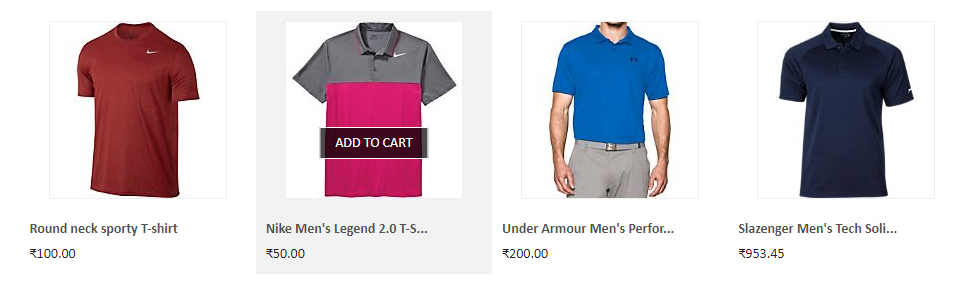 ADD TO CART
Round neck sporty T-shirt
Nike Men's Legend 2.0 T-S...
Under Armour Men's Perfor...
Slazenger Men's Tech Soli...
₹100.00
₹50.00
₹200.00
₹953.45